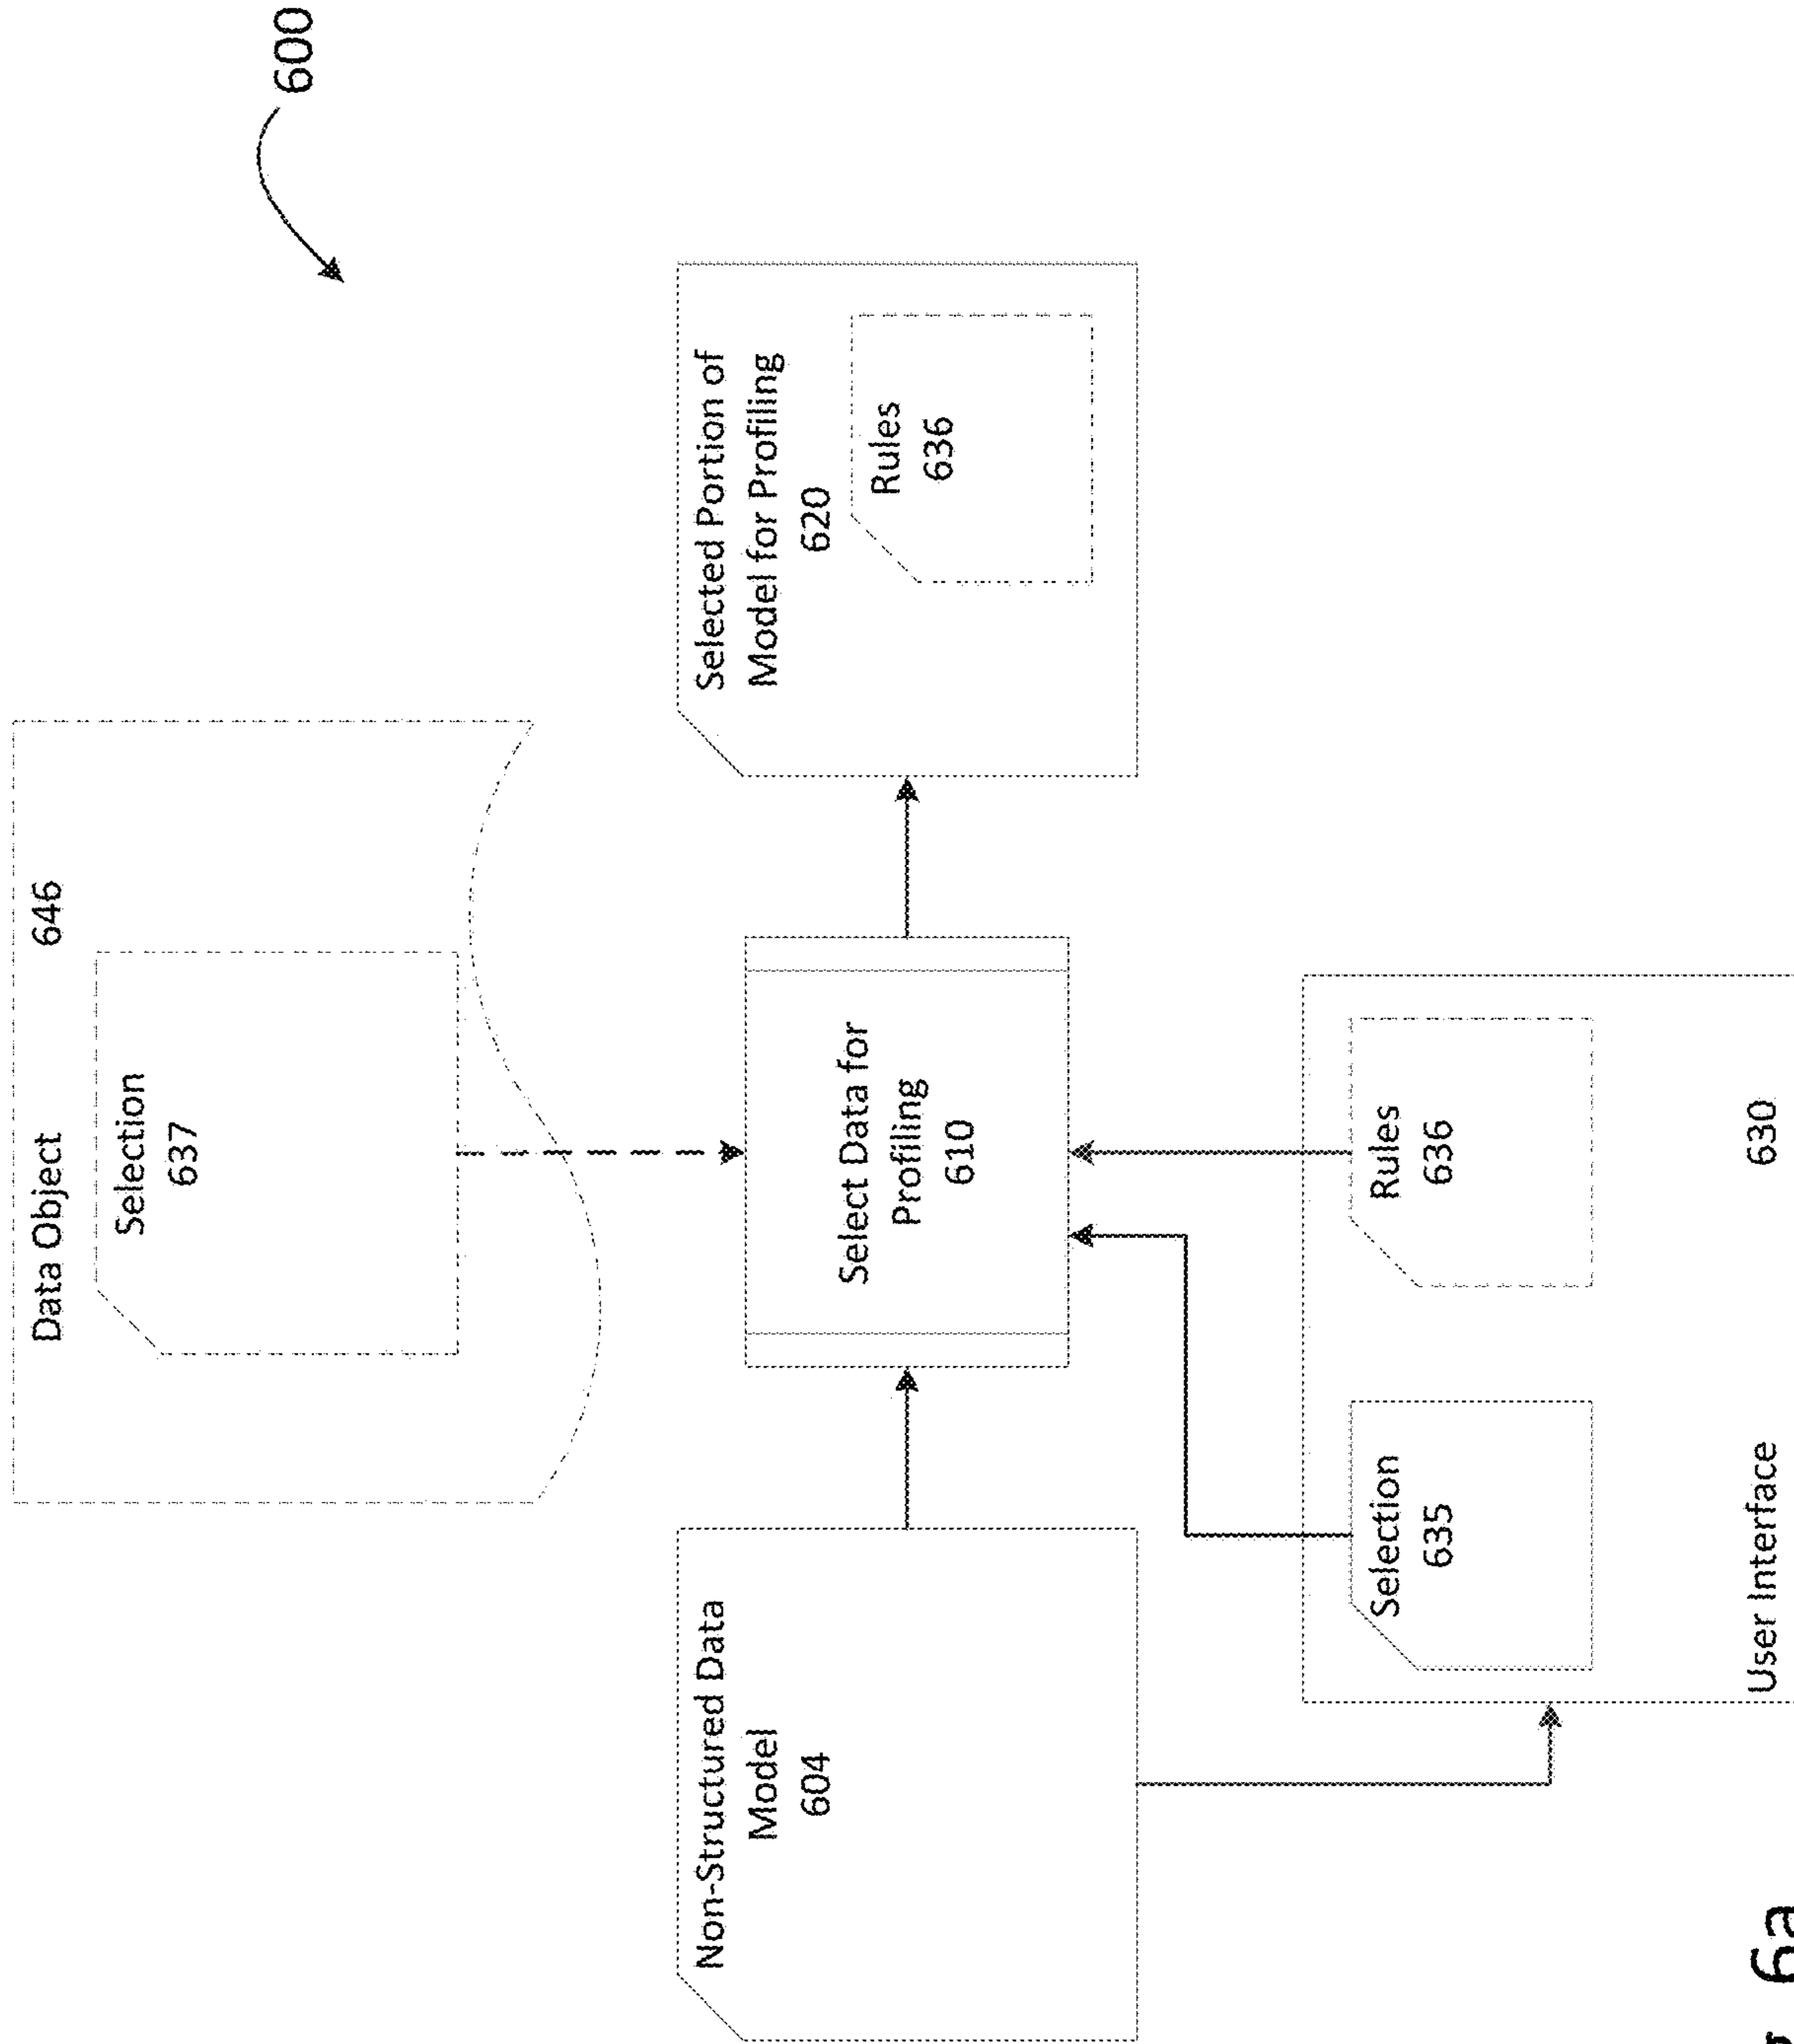 600
Data Object
646
Selection
637
Non-Structured Data
Model
604
Select Data for
Profiling
610
Selected Portion of
Model for Profiling
620
Rules
636
Selection
635
Rules
636
User Interface
630
6a